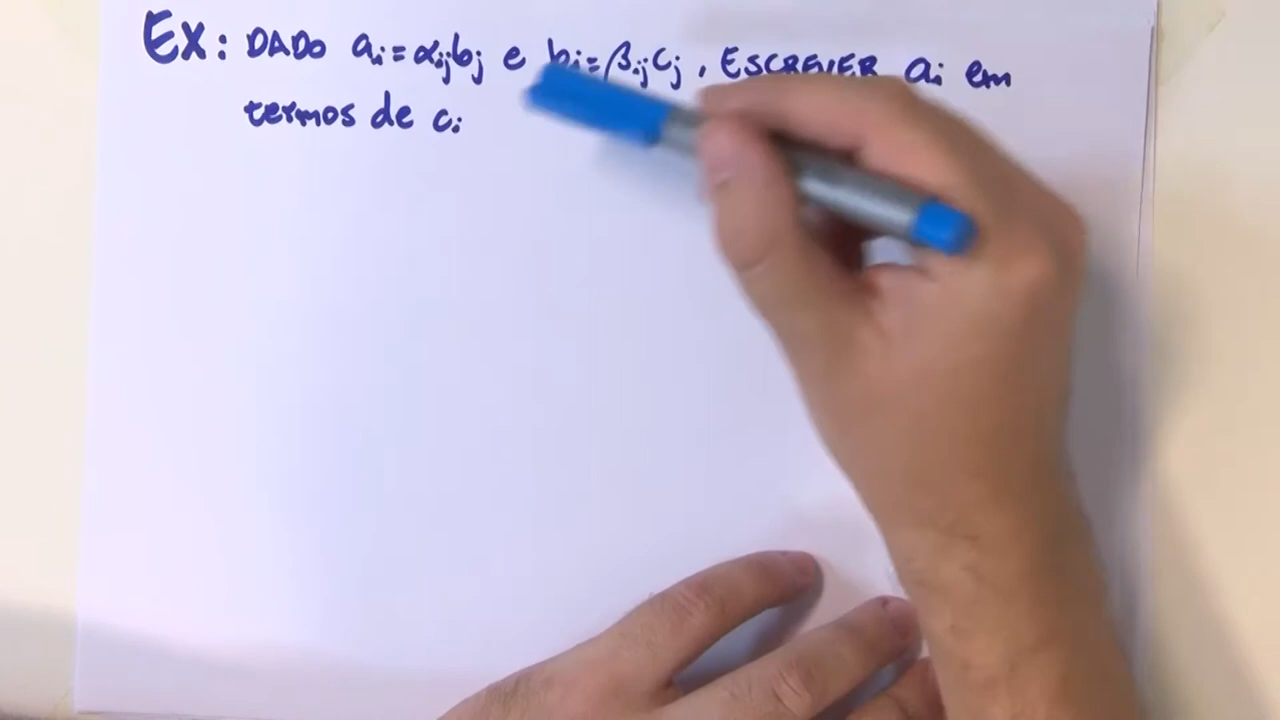 Ex: DADO aᵢ = αᵢⱼbⱼ e bᵢ = βᵢⱼcⱼ, ESCREVER aᵢ em
termos de cᵢ